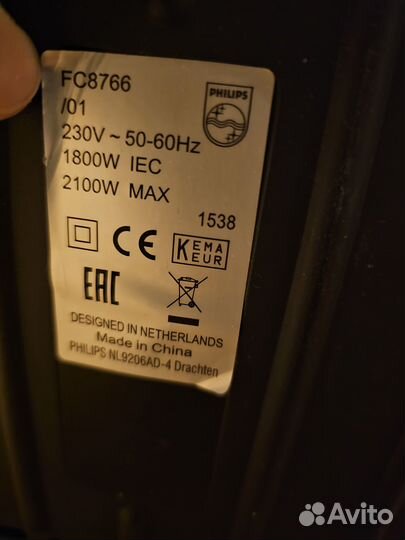 FC8766
/01
PHILIPS
230V ~ 50-60Hz
1800W IEC
2100W MAX
1538
CE KEMA
KEUR
EAC
DESIGNED IN NETHERLANDS
Made in China
PHILIPS NL9206AD-4 Drachten
Avito